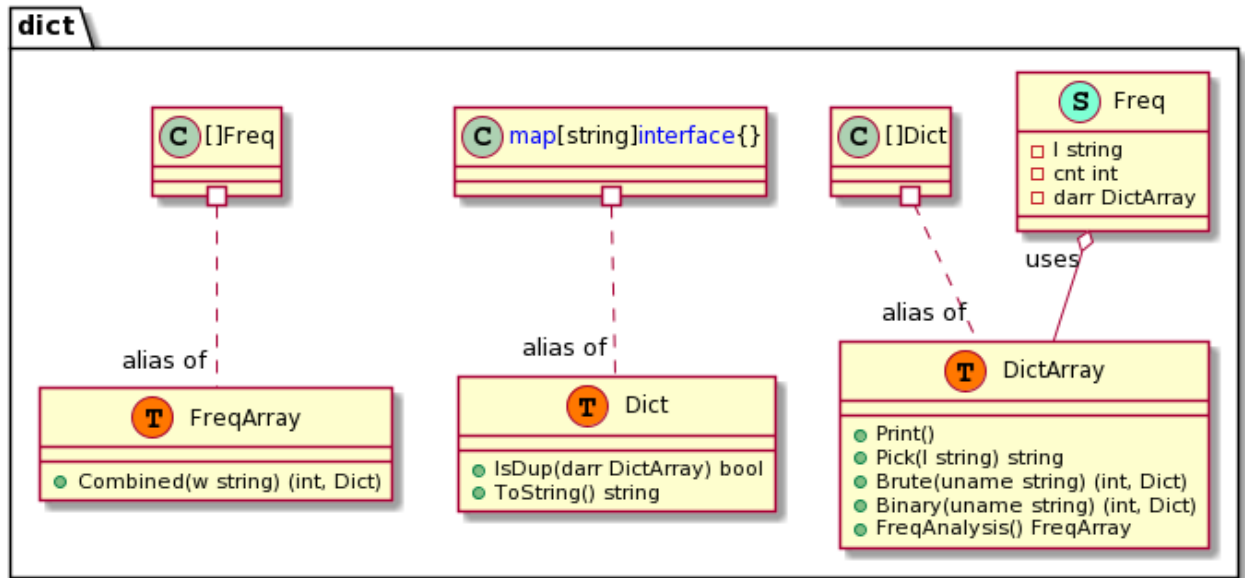 dict
C []Freq
C map[string]interface{}
C []Dict
S Freq
l string
cnt int
darr DictArray
uses
alias of
alias of
alias of
T FreqArray
Combined(w string) (int, Dict)
T Dict
IsDup(darr DictArray) bool
ToString() string
T DictArray
Print()
Pick(l string) string
Brute(uname string) (int, Dict)
Binary(uname string) (int, Dict)
FreqAnalysis() FreqArray